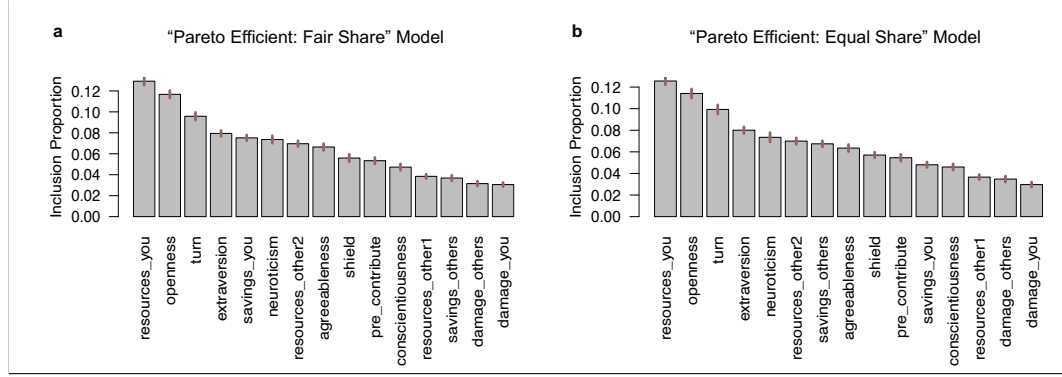 a
"Pareto Efficient: Fair Share" Model
Inclusion Proportion
0.12
0.10
0.08
0.06
0.04
0.02
0.00
resources_you
openness
turn
extraversion
savings_you
neuroticism
resources_other2
agreeableness
shield
pre_contribute
conscientiousness
resources_other1
savings_others
damage_others
damage_you
b
"Pareto Efficient: Equal Share" Model
Inclusion Proportion
0.12
0.10
0.08
0.06
0.04
0.02
0.00
resources_you
openness
turn
extraversion
neuroticism
resources_other2
savings_others
agreeableness
shield
pre_contribute
savings_you
conscientiousness
resources_other1
damage_others
damage_you